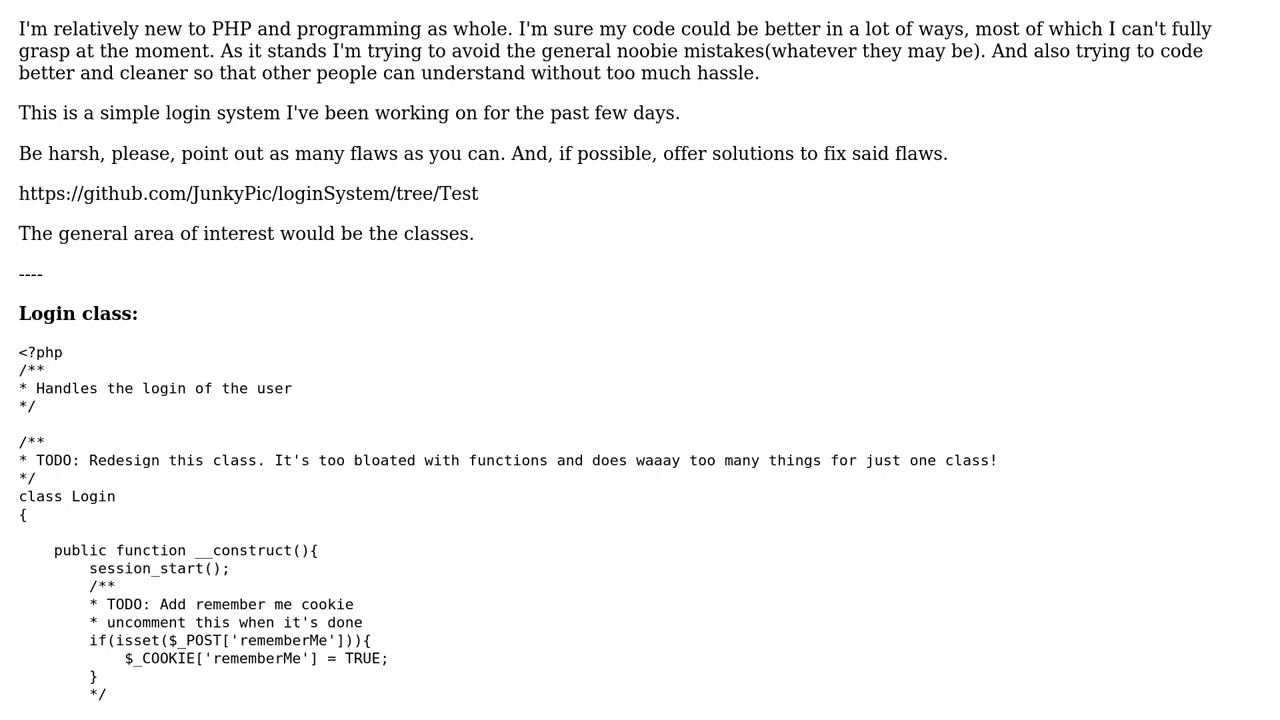 I'm relatively new to PHP and programming as whole. I'm sure my code could be better in a lot of ways, most of which I can't fully
grasp at the moment. As it stands I'm trying to avoid the general noobie mistakes(whatever they may be). And also trying to code
better and cleaner so that other people can understand without too much hassle.
This is a simple login system I've been working on for the past few days.
Be harsh, please, point out as many flaws as you can. And, if possible, offer solutions to fix said flaws.
https://github.com/JunkyPic/loginSystem/tree/Test
The general area of interest would be the classes.
----
Login class:
<?php
/**
* Handles the login of the user
*/
/**
* TODO: Redesign this class. It's too bloated with functions and does waaay too many things for just one class!
*/
class Login
{
    public function __construct(){
        session_start();
        /**
        * TODO: Add remember me cookie
        * uncomment this when it's done
        if(isset($_POST['rememberMe'])){
            $_COOKIE['rememberMe'] = TRUE;
        }
        */